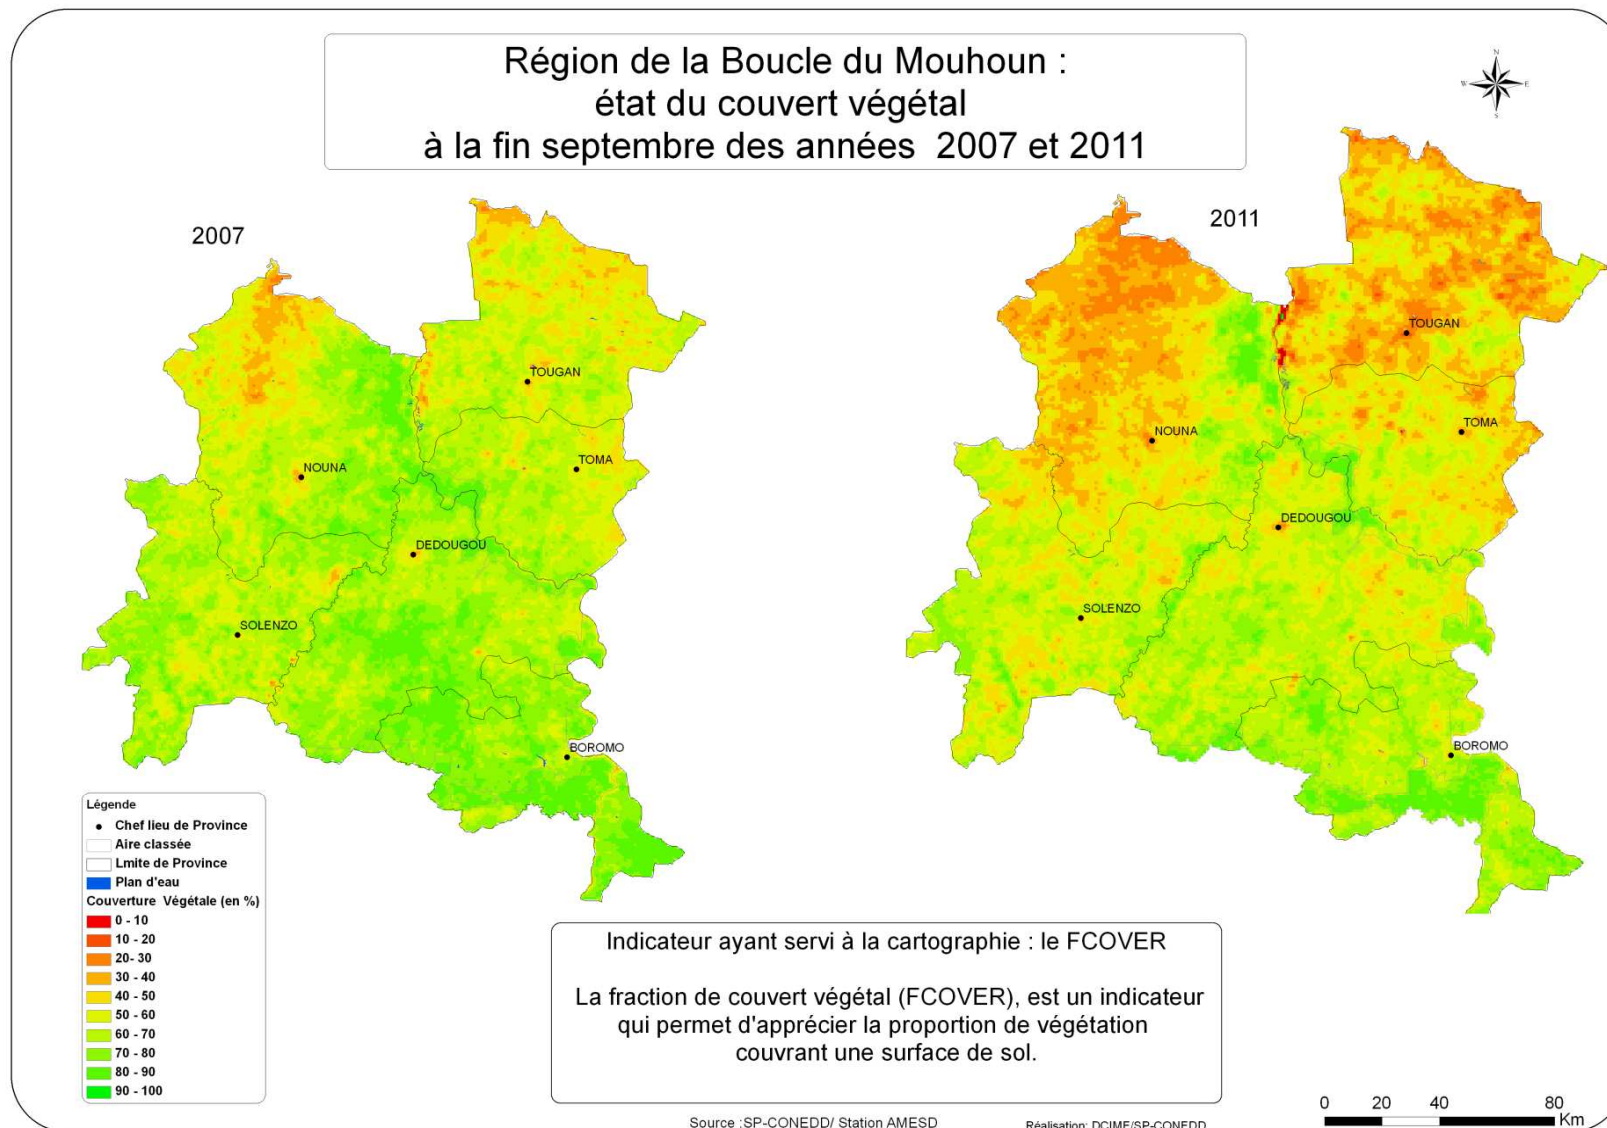 Région de la Boucle du Mouhoun :
état du couvert végétal
à la fin septembre des années 2007 et 2011
N
W
E
S
2007
2011
TOUGAN
TOMA
NOUNA
DEDOUGOU
SOLENZO
BOROMO
TOUGAN
TOMA
NOUNA
DEDOUGOU
SOLENZO
BOROMO
Légende
Chef lieu de Province
Aire classée
Lmite de Province
Plan d'eau
Couverture Végétale (en %)
0 - 10
10 - 20
20- 30
30 - 40
40 - 50
50 - 60
60 - 70
70 - 80
80 - 90
90 - 100
Indicateur ayant servi à la cartographie : le FCOVER
La fraction de couvert végétal (FCOVER), est un indicateur
qui permet d'apprécier la proportion de végétation
couvrant une surface de sol.
Source :SP-CONEDD/ Station AMESD
Réalisation: DCIME/SP-CONEDD
0 20 40 80
Km